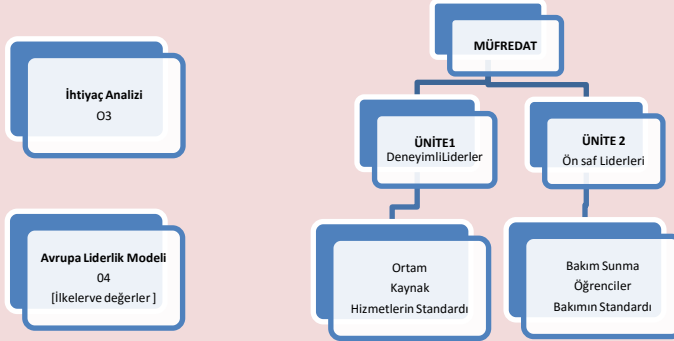 İhtiyaç Analizi
O3
Avrupa Liderlik Modeli
04
[İlkelerve değerler ]
MÜFREDAT
ÜNİTE1
DeneyimliLiderler
ÜNİTE 2
Ön saf Liderleri
Ortam
Kaynak
Hizmetlerin Standardı
Bakım Sunma
Öğrenciler
Bakımın Standardı